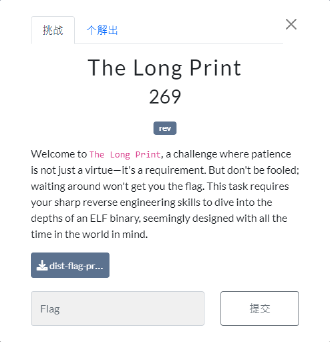 挑战 个解出 ×
The Long Print
269
rev
Welcome to The Long Print, a challenge where patience
is not just a virtue—it's a requirement. But don't be fooled;
waiting around won't get you the flag. This task requires
your sharp reverse engineering skills to dive into the
depths of an ELF binary, seemingly designed with all the
time in the world in mind.
dist-flag-pr...
Flag 提交